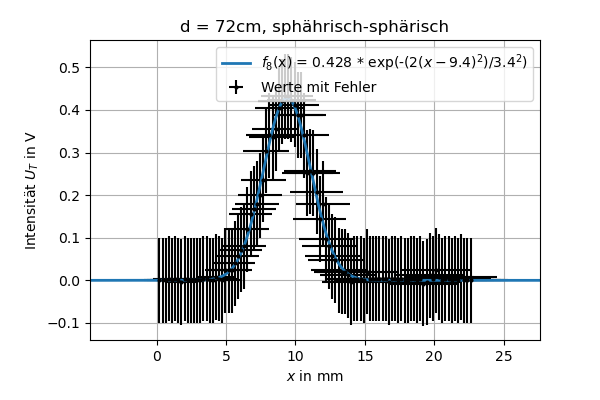 d = 72cm, sphährisch-sphärisch
f₈(x) = 0.428 * exp(-(2(x − 9.4)²)/3.4²)
Werte mit Fehler
0.5
0.4
0.3
0.2
0.1
0.0
−0.1
Intensität U_T in V
0 5 10 15 20 25
x in mm